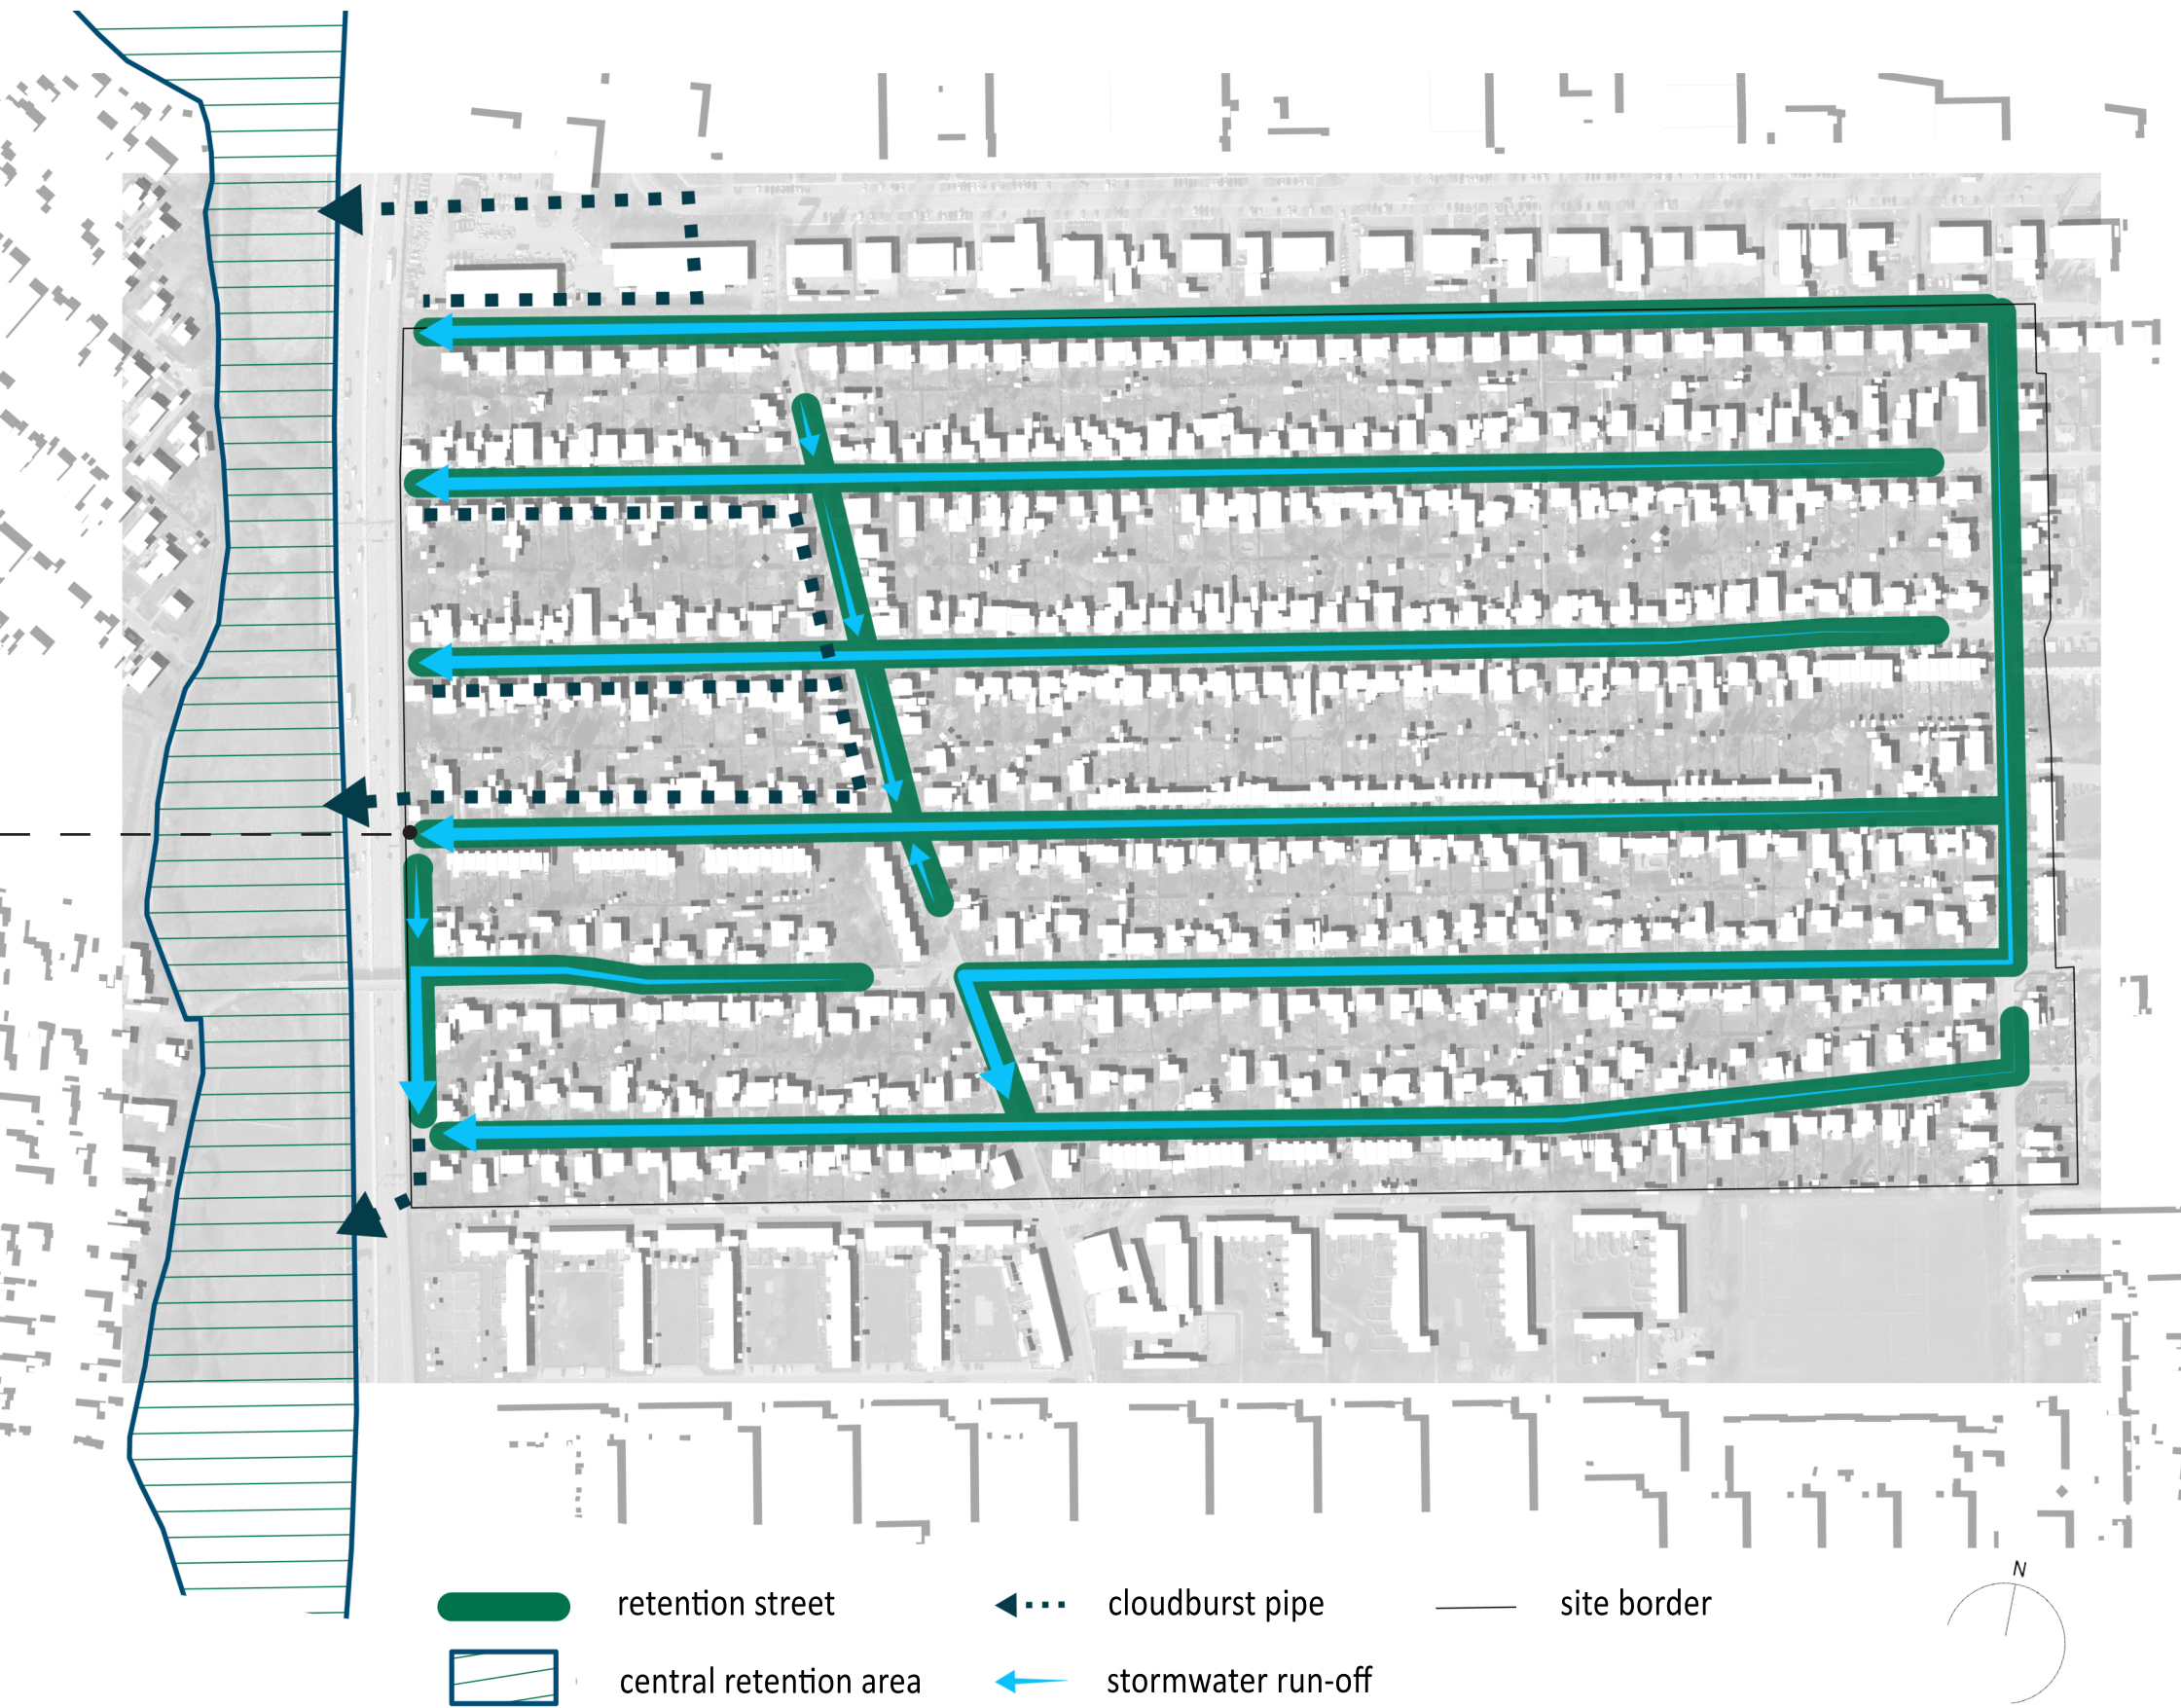 N
retention street
cloudburst pipe
site border
central retention area
stormwater run-off